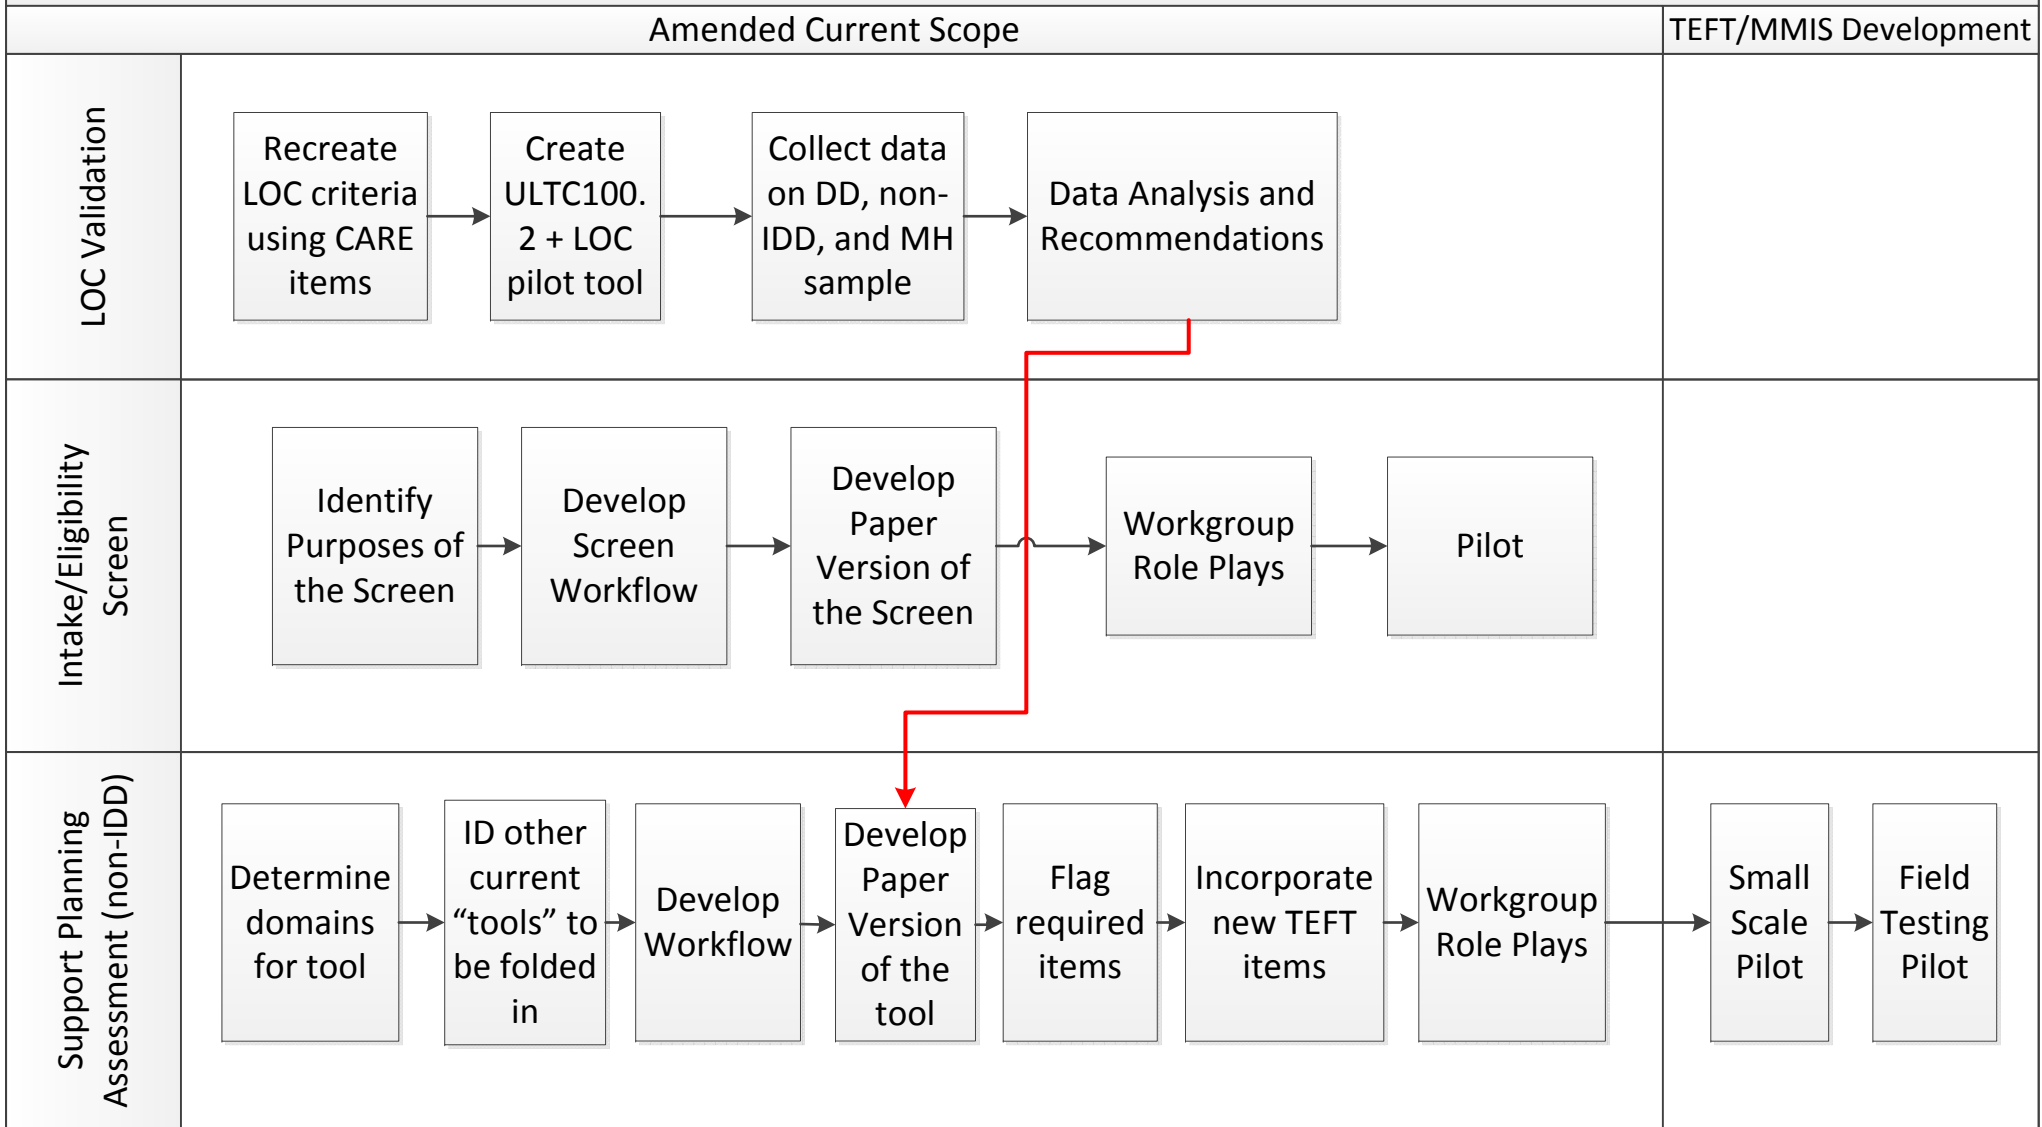 Amended Current Scope
TEFT/MMIS Development
LOC Validation
Recreate
LOC criteria
using CARE
items
Create
ULTC100.
2 + LOC
pilot tool
Collect data
on DD, non-
IDD, and MH
sample
Data Analysis and
Recommendations
Intake/Eligibility
Screen
Identify
Purposes of
the Screen
Develop
Screen
Workflow
Develop
Paper
Version of
the Screen
Workgroup
Role Plays
Pilot
Support Planning
Assessment (non-IDD)
Determine
domains
for tool
ID other
current
“tools” to
be folded
in
Develop
Workflow
Develop
Paper
Version
of the
tool
Flag
required
items
Incorporate
new TEFT
items
Workgroup
Role Plays
Small
Scale
Pilot
Field
Testing
Pilot